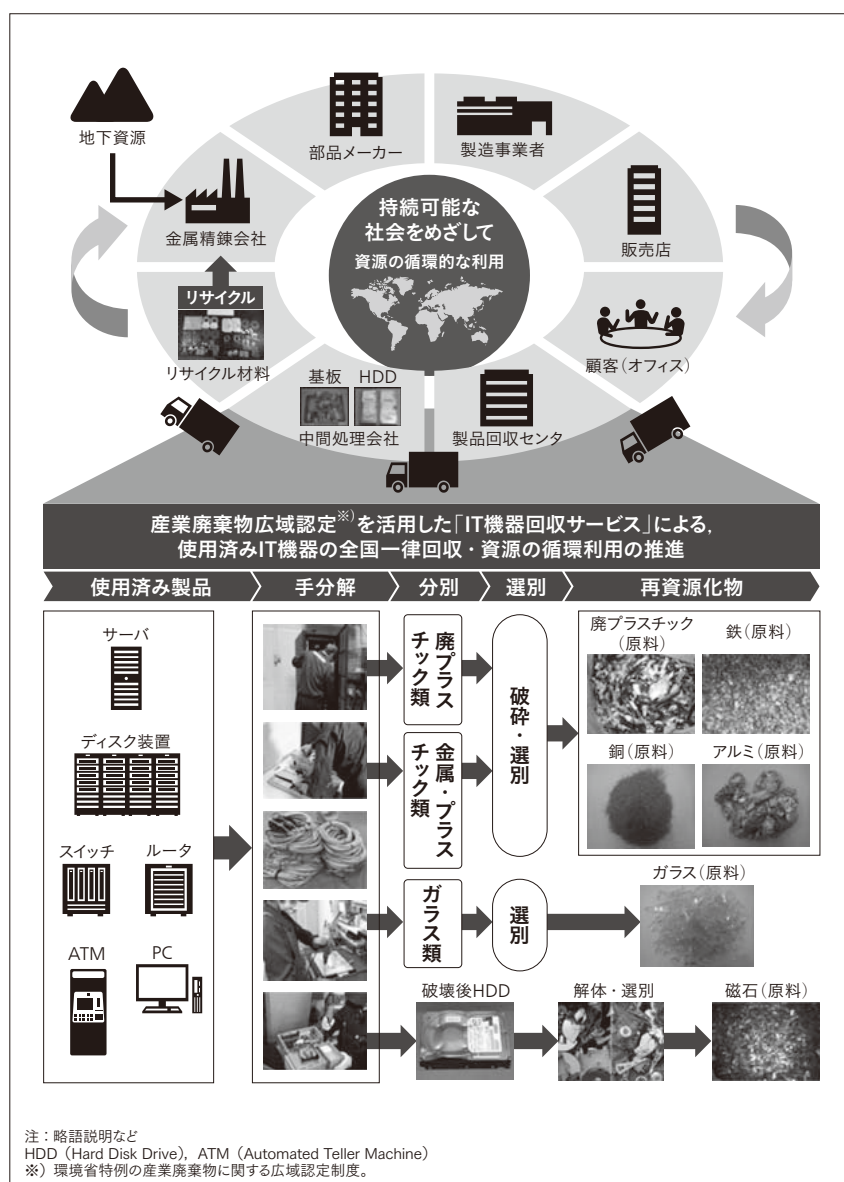 地下資源
部品メーカー
製造事業者
金属精錬会社
持続可能な
社会をめざして
資源の循環的な利用
販売店
リサイクル
リサイクル材料
顧客（オフィス）
基板
HDD
中間処理会社
製品回収センタ
産業廃棄物広域認定※）を活用した「IT機器回収サービス」による，
使用済みIT機器の全国一律回収・資源の循環利用の推進
使用済み製品
手分解
分別
選別
再資源化物
サーバ
ディスク装置
スイッチ
ルータ
ATM
PC
廃プラス
チック類
金属・プラス
チック類
破砕・選別
廃プラスチック
（原料）
鉄（原料）
銅（原料）
アルミ（原料）
ガラス類
選別
ガラス（原料）
破壊後HDD
解体・選別
磁石（原料）
注：略語説明など
HDD（Hard Disk Drive），ATM（Automated Teller Machine）
※）環境省特例の産業廃棄物に関する広域認定制度。